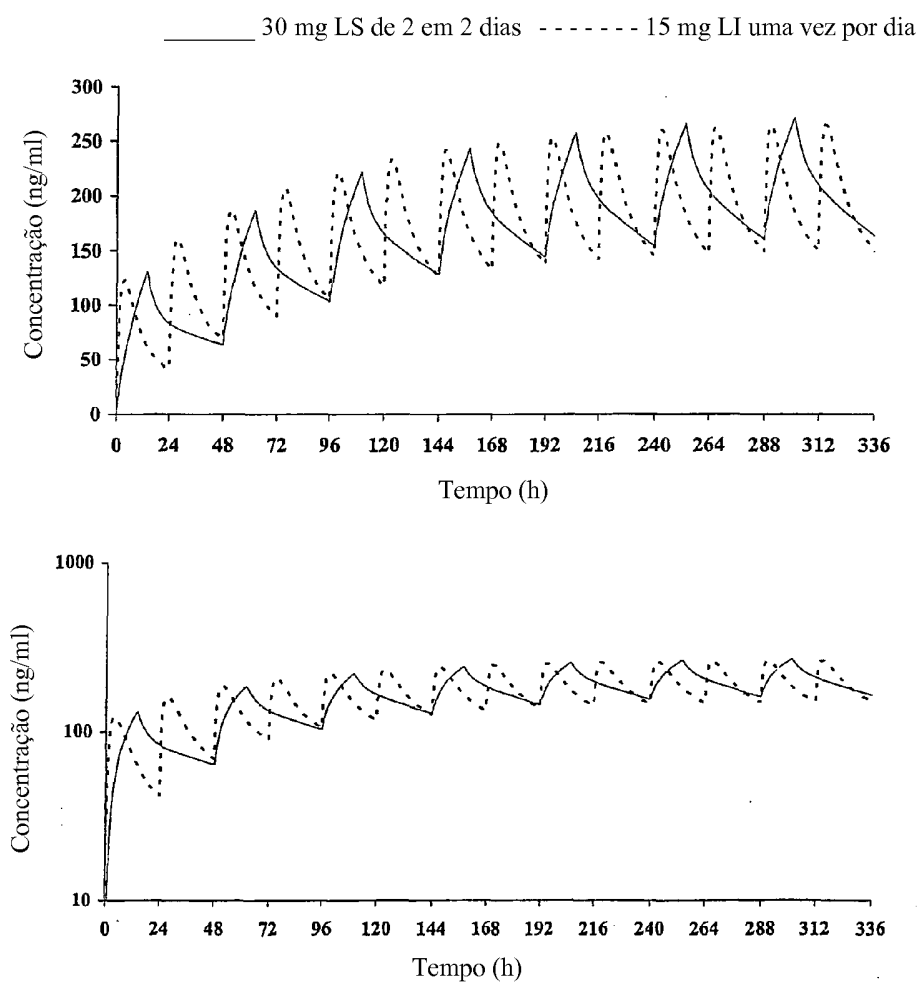 30 mg LS de 2 em 2 dias 15 mg LI uma vez por dia
300
250
200
150
100
50
0
Concentração (ng/ml)
0 24 48 72 96 120 144 168 192 216 240 264 288 312 336
Tempo (h)
1000
100
10
Concentração (ng/ml)
0 24 48 72 96 120 144 168 192 216 240 264 288 312 336
Tempo (h)